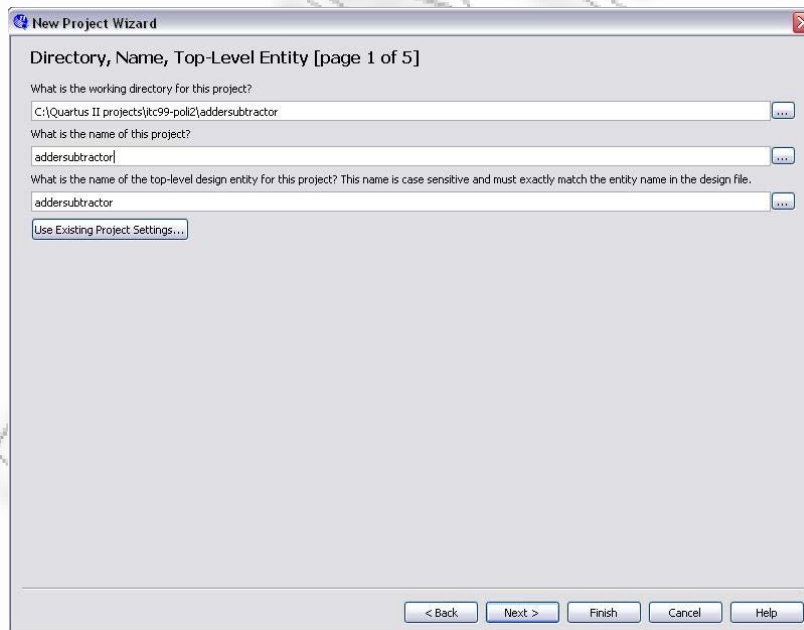 New Project Wizard
Directory, Name, Top-Level Entity [page 1 of 5]
What is the working directory for this project?
C:\Quartus II projects\itc99-poli2\addersubtractor
...
What is the name of this project?
addersubtractor
...
What is the name of the top-level design entity for this project? This name is case sensitive and must exactly match the entity name in the design file.
addersubtractor
...
Use Existing Project Settings...
< Back Next > Finish Cancel Help